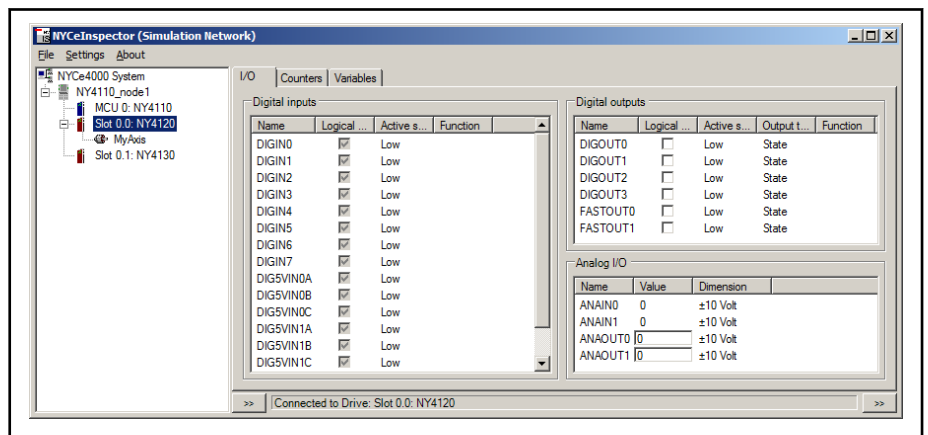 NYCeInspector (Simulation Network)
File Settings About
NYCe4000 System
NY4110_node1
MCU 0: NY4110
Slot 0.0: NY4120
MyAxis
Slot 0.1: NY4130
I/O Counters Variables
Digital inputs
Name Logical ... Active s... Function
DIGIN0 Low
DIGIN1 Low
DIGIN2 Low
DIGIN3 Low
DIGIN4 Low
DIGIN5 Low
DIGIN6 Low
DIGIN7 Low
DIG5VIN0A Low
DIG5VIN0B Low
DIG5VIN0C Low
DIG5VIN1A Low
DIG5VIN1B Low
DIG5VIN1C Low
Digital outputs
Name Logical ... Active s... Output t... Function
DIGOUT0 Low State
DIGOUT1 Low State
DIGOUT2 Low State
DIGOUT3 Low State
FASTOUT0 Low State
FASTOUT1 Low State
Analog I/O
Name Value Dimension
ANAIN0 0 ±10 Volt
ANAIN1 0 ±10 Volt
ANAOUT0 0 ±10 Volt
ANAOUT1 0 ±10 Volt
>> Connected to Drive: Slot 0.0: NY4120 >>